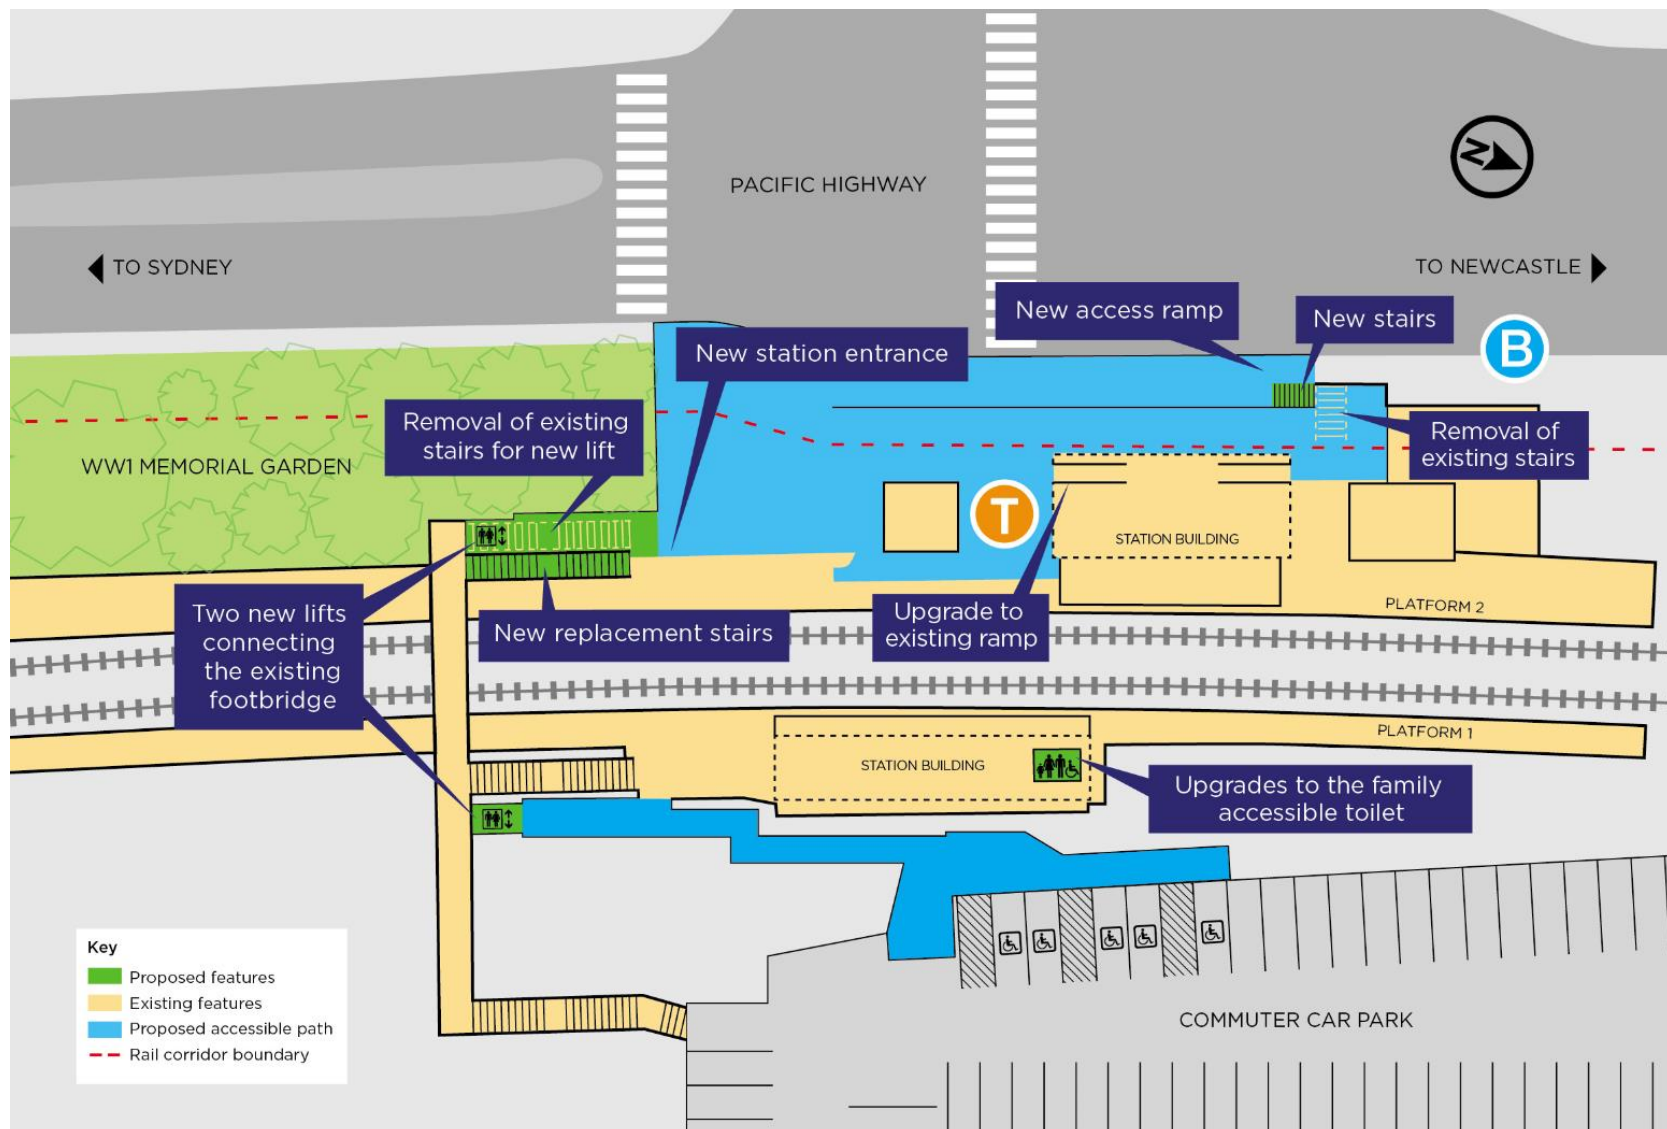 PACIFIC HIGHWAY
N
TO SYDNEY
TO NEWCASTLE
New access ramp
New stairs
B
New station entrance
Removal of existing
stairs for new lift
Removal of
existing stairs
WW1 MEMORIAL GARDEN
T
STATION BUILDING
Two new lifts
connecting
the existing
footbridge
New replacement stairs
Upgrade to
existing ramp
PLATFORM 2
PLATFORM 1
STATION BUILDING
Upgrades to the family
accessible toilet
Key
Proposed features
Existing features
Proposed accessible path
Rail corridor boundary
COMMUTER CAR PARK